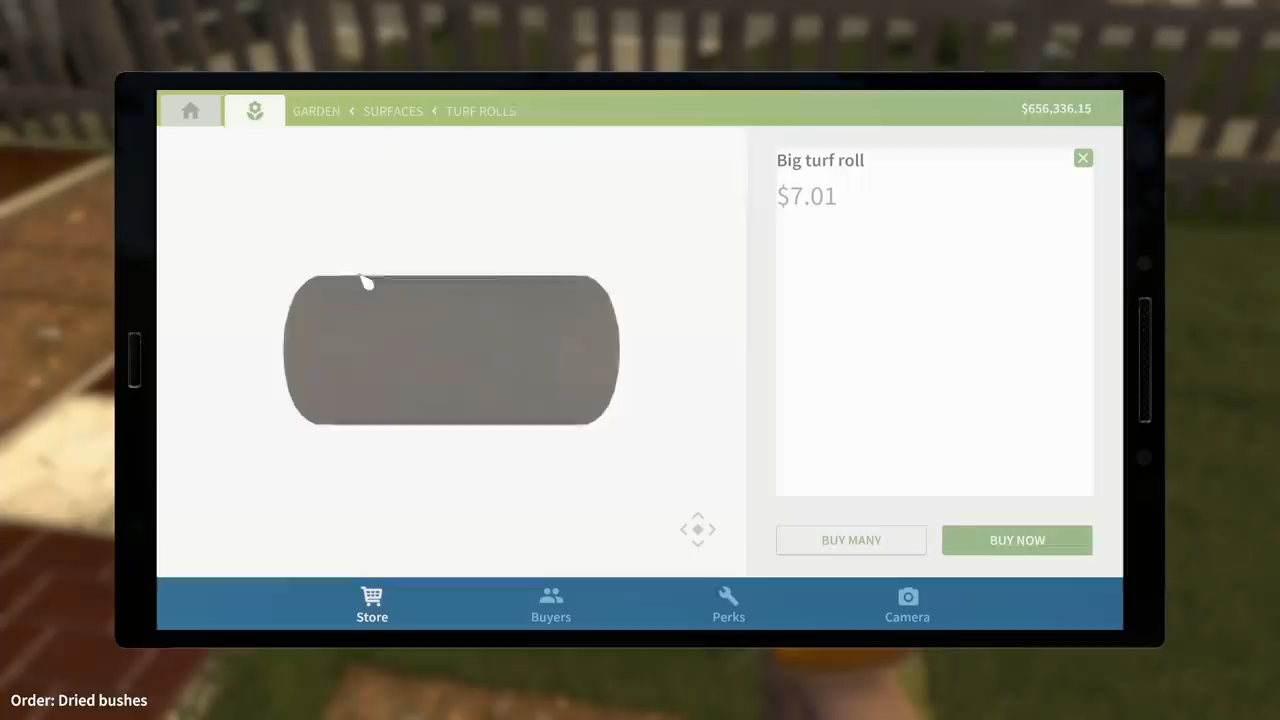 GARDEN < SURFACES < TURF ROLLS
$656,336.15
Big turf roll
$7.01
BUY MANY
BUY NOW
Store
Buyers
Perks
Camera
Order: Dried bushes